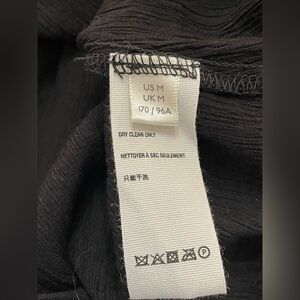 US M
UK M
170 / 96A
DRY CLEAN ONLY
NETTOYER A SEC SEULEMENT
只能干洗
P